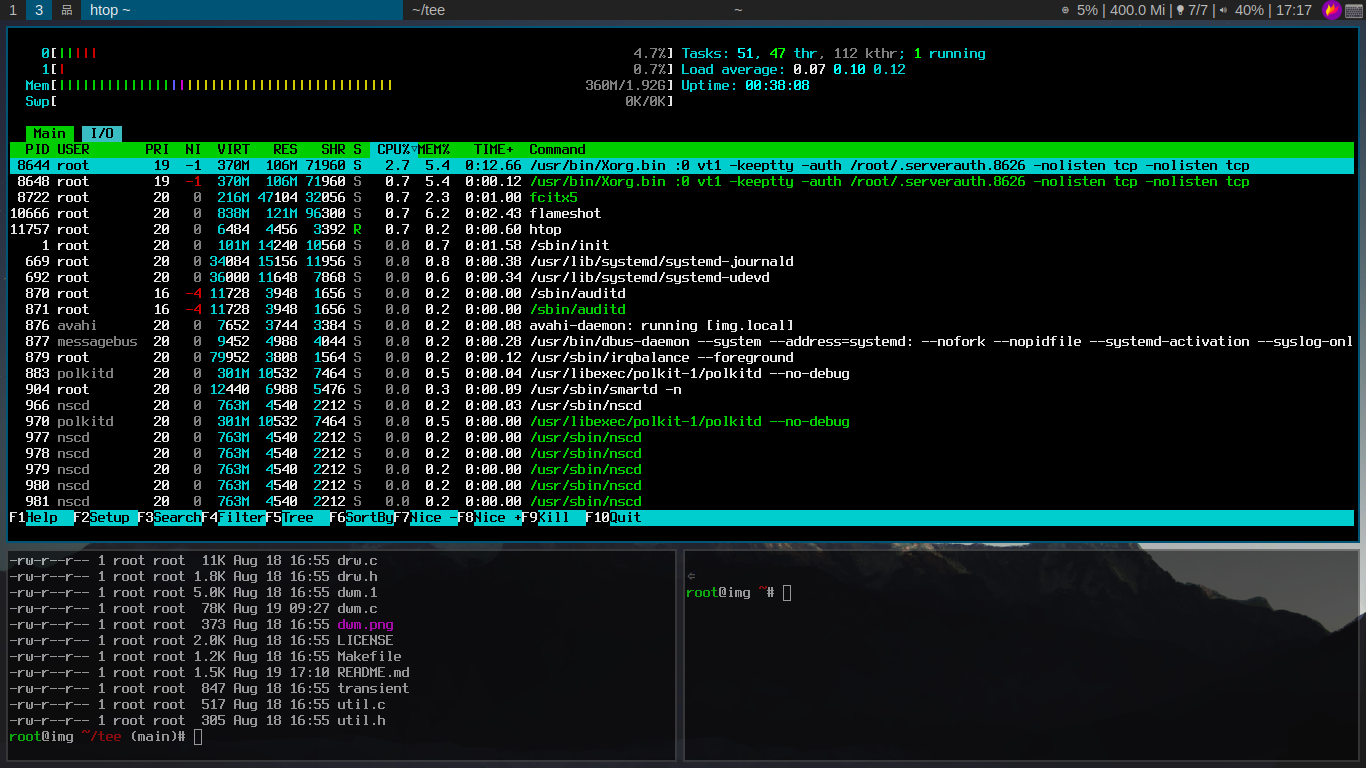 1 3 品 htop ~ ~/tee ~ 5% | 400.0 Mi | 7/7 | 40% | 17:17
0[||||| 4.7%] Tasks: 51, 47 thr, 112 kthr; 1 running
1[| 0.7%] Load average: 0.07 0.10 0.12
Mem[ 360M/1.92G] Uptime: 00:38:08
Swp[ 0K/0K]
Main I/O
PID USER PRI NI VIRT RES SHR S CPU%▽MEM% TIME+ Command
8644 root 19 -1 370M 106M 71960 S 2.7 5.4 0:12.66 /usr/bin/Xorg.bin :0 vt1 -keeptty -auth /root/.serverauth.8626 -nolisten tcp -nolisten tcp
8648 root 19 -1 370M 106M 71960 S 0.7 5.4 0:00.12 /usr/bin/Xorg.bin :0 vt1 -keeptty -auth /root/.serverauth.8626 -nolisten tcp -nolisten tcp
8722 root 20 0 216M 47104 32056 S 0.7 2.3 0:01.00 fcitx5
10666 root 20 0 838M 121M 96300 S 0.7 6.2 0:02.43 flameshot
11757 root 20 0 6484 4456 3392 R 0.7 0.2 0:00.60 htop
1 root 20 0 101M 14240 10560 S 0.0 0.7 0:01.58 /sbin/init
669 root 20 0 34084 15156 11956 S 0.0 0.8 0:00.38 /usr/lib/systemd/systemd-journald
692 root 20 0 36000 11648 7868 S 0.0 0.6 0:00.34 /usr/lib/systemd/systemd-udevd
870 root 16 -4 11728 3948 1656 S 0.0 0.2 0:00.00 /sbin/auditd
871 root 16 -4 11728 3948 1656 S 0.0 0.2 0:00.00 /sbin/auditd
876 avahi 20 0 7652 3744 3384 S 0.0 0.2 0:00.08 avahi-daemon: running [img.local]
877 messagebus 20 0 9452 4988 4044 S 0.0 0.2 0:00.28 /usr/bin/dbus-daemon --system --address=systemd: --nofork --nopidfile --systemd-activation --syslog-onl
879 root 20 0 79952 3808 1564 S 0.0 0.2 0:00.12 /usr/sbin/irqbalance --foreground
883 polkitd 20 0 301M 10532 7464 S 0.0 0.5 0:00.04 /usr/libexec/polkit-1/polkitd --no-debug
904 root 20 0 12440 6988 5476 S 0.0 0.3 0:00.09 /usr/sbin/smartd -n
966 nscd 20 0 763M 4540 2212 S 0.0 0.2 0:00.03 /usr/sbin/nscd
970 polkitd 20 0 301M 10532 7464 S 0.0 0.5 0:00.00 /usr/libexec/polkit-1/polkitd --no-debug
977 nscd 20 0 763M 4540 2212 S 0.0 0.2 0:00.00 /usr/sbin/nscd
978 nscd 20 0 763M 4540 2212 S 0.0 0.2 0:00.00 /usr/sbin/nscd
979 nscd 20 0 763M 4540 2212 S 0.0 0.2 0:00.00 /usr/sbin/nscd
980 nscd 20 0 763M 4540 2212 S 0.0 0.2 0:00.00 /usr/sbin/nscd
981 nscd 20 0 763M 4540 2212 S 0.0 0.2 0:00.00 /usr/sbin/nscd
F1Help F2Setup F3SearchF4FilterF5Tree F6SortByF7Nice -F8Nice +F9Kill F10Quit
-rw-r--r-- 1 root root 11K Aug 18 16:55 drw.c
-rw-r--r-- 1 root root 1.8K Aug 18 16:55 drw.h
-rw-r--r-- 1 root root 5.0K Aug 18 16:55 dwm.1
-rw-r--r-- 1 root root 78K Aug 19 09:27 dwm.c
-rw-r--r-- 1 root root 373 Aug 18 16:55 dwm.png
-rw-r--r-- 1 root root 2.0K Aug 18 16:55 LICENSE
-rw-r--r-- 1 root root 1.2K Aug 18 16:55 Makefile
-rw-r--r-- 1 root root 1.5K Aug 19 17:10 README.md
-rw-r--r-- 1 root root 847 Aug 18 16:55 transient
-rw-r--r-- 1 root root 517 Aug 18 16:55 util.c
-rw-r--r-- 1 root root 305 Aug 18 16:55 util.h
root@img ~/tee (main)#
root@img ~#